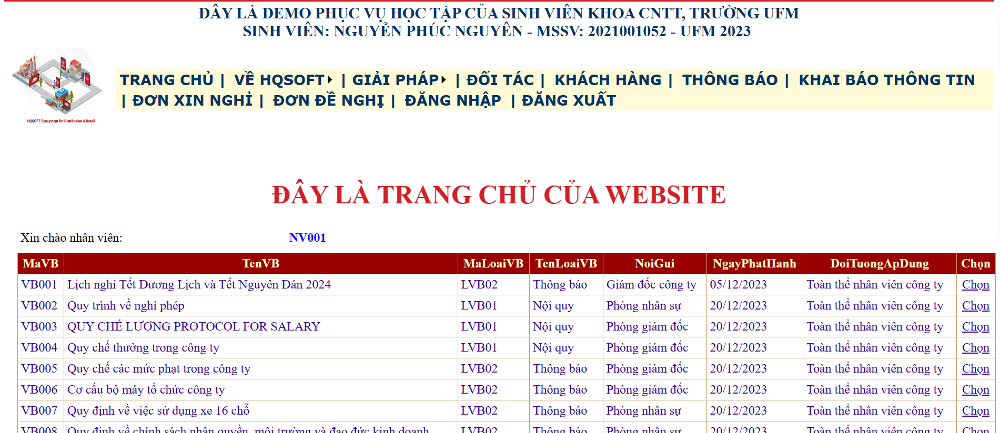 ĐÂY LÀ DEMO PHỤC VỤ HỌC TẬP CỦA SINH VIÊN KHOA CNTT, TRƯỜNG UFM
SINH VIÊN: NGUYỄN PHÚC NGUYÊN - MSSV: 2021001052 - UFM 2023
HQSOFT Ecosystem for Distribution & Retail
TRANG CHỦ | VỀ HQSOFT | GIẢI PHÁP | ĐỐI TÁC | KHÁCH HÀNG | THÔNG BÁO | KHAI BÁO THÔNG TIN
| ĐƠN XIN NGHỈ | ĐƠN ĐỀ NGHỊ | ĐĂNG NHẬP | ĐĂNG XUẤT
ĐÂY LÀ TRANG CHỦ CỦA WEBSITE
Xin chào nhân viên: NV001
MaVB TenVB MaLoaiVB TenLoaiVB NoiGui NgayPhatHanh DoiTuongApDung Chọn
VB001 Lịch nghỉ Tết Dương Lịch và Tết Nguyên Đán 2024 LVB02 Thông báo Giám đốc công ty 05/12/2023 Toàn thể nhân viên công ty Chọn
VB002 Quy trình về nghỉ phép LVB01 Nội quy Phòng nhân sự 20/12/2023 Toàn thể nhân viên công ty Chọn
VB003 QUY CHẾ LƯƠNG PROTOCOL FOR SALARY LVB01 Nội quy Phòng giám đốc 20/12/2023 Toàn thể nhân viên công ty Chọn
VB004 Quy chế thưởng trong công ty LVB01 Nội quy Phòng giám đốc 20/12/2023 Toàn thể nhân viên công ty Chọn
VB005 Quy chế các mức phạt trong công ty LVB02 Thông báo Phòng giám đốc 20/12/2023 Toàn thể nhân viên công ty Chọn
VB006 Cơ cấu bộ máy tổ chức công ty LVB02 Thông báo Phòng giám đốc 20/12/2023 Toàn thể nhân viên công ty Chọn
VB007 Quy định về việc sử dụng xe 16 chỗ LVB02 Thông báo Phòng nhân sự 20/12/2023 Toàn thể nhân viên công ty Chọn
VB008 Quy định về chính sách nhân quyền, môi trường và đạo đức kinh doanh LVB02 Thông báo Phòng nhân sự 20/12/2023 Toàn thể nhân viên công ty Chọn